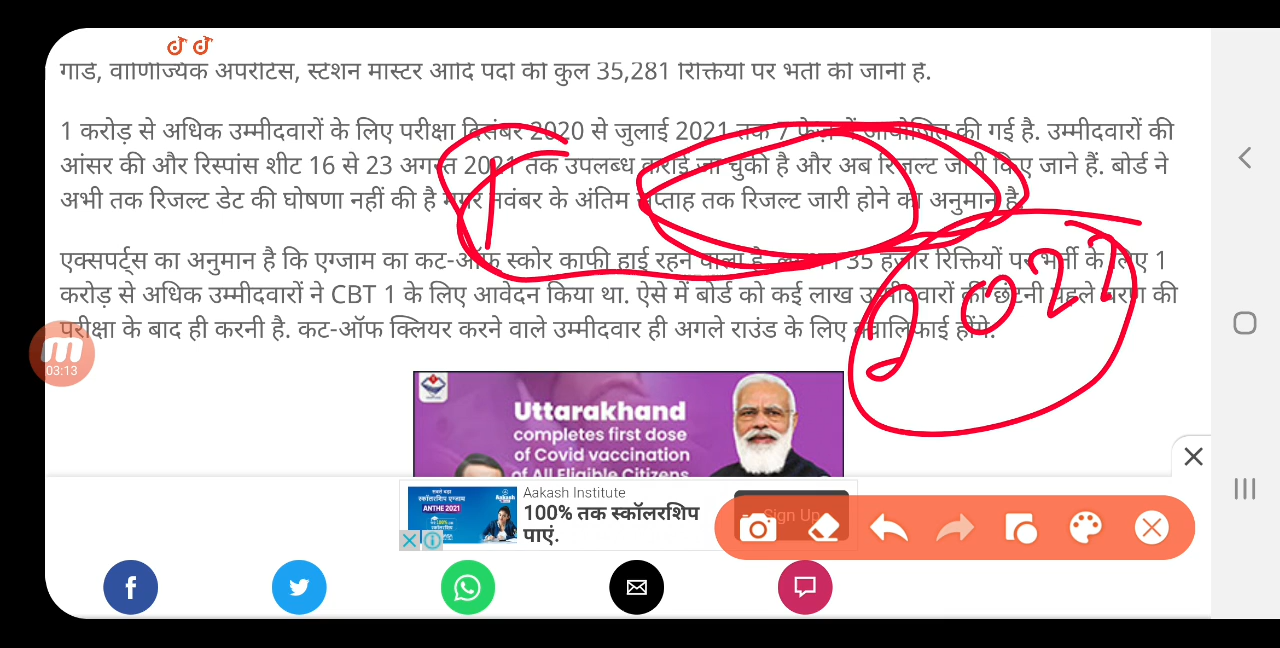 गार्ड, वाणिज्यिक अपरेंटिस, स्टेशन मास्टर आदि पदों की कुल 35,281 रिक्तियों पर भर्ती की जानी है.
1 करोड़ से अधिक उम्मीदवारों के लिए परीक्षा दिसंबर 2020 से जुलाई 2021 तक 7 फेज़ में आयोजित की गई है. उम्मीदवारों की
आंसर की और रिस्पांस शीट 16 से 23 अगस्त 2021 तक उपलब्ध कराई जा चुकी है और अब रिजल्ट जारी किए जाने हैं. बोर्ड ने
अभी तक रिजल्ट डेट की घोषणा नहीं की है मगर नवंबर के अंतिम सप्ताह तक रिजल्ट जारी होने का अनुमान है.
एक्सपर्ट्स का अनुमान है कि एग्जाम का कट-ऑफ स्कोर काफी हाई रहने वाला है. लगभग 35 हजार रिक्तियों पर भर्ती के लिए 1
करोड़ से अधिक उम्मीदवारों ने CBT 1 के लिए आवेदन किया था. ऐसे में बोर्ड को कई लाख उम्मीदवारों की छंटनी पहले चरण की
परीक्षा के बाद ही करनी है. कट-ऑफ क्लियर करने वाले उम्मीदवार ही अगले राउंड के लिए क्वालिफाई होंगे.
2022
03:13
Uttarakhand
completes first dose
of Covid vaccination
of All Eligible Citizens
ANTHE 2021
Aakash
Aakash Institute
100% तक स्कॉलरशिप
पाएं.
Sign Up